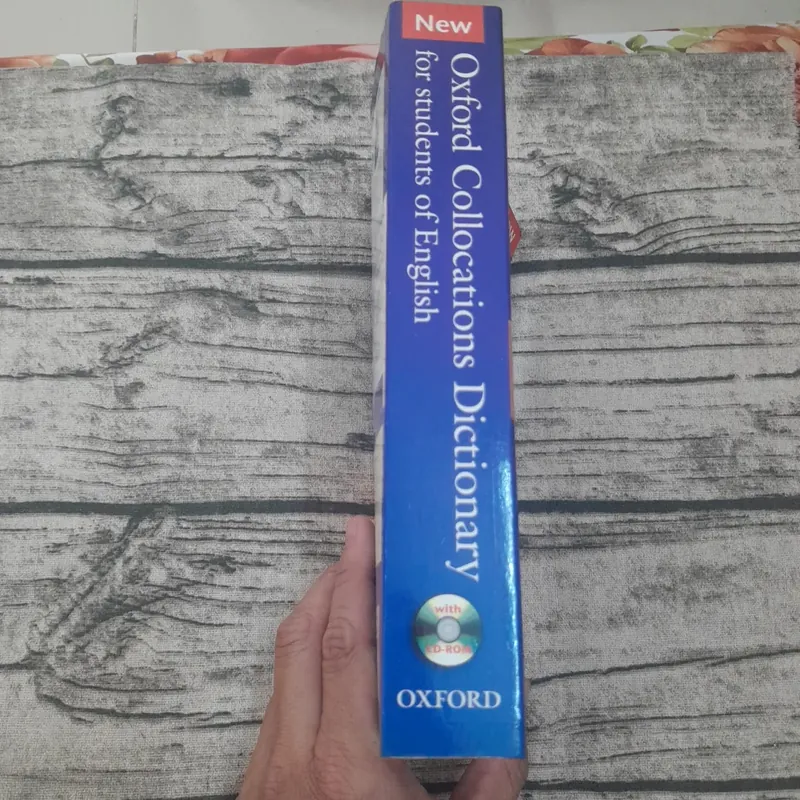 New
Oxford Collocations Dictionary
for students of English
with
CD-ROM
OXFORD